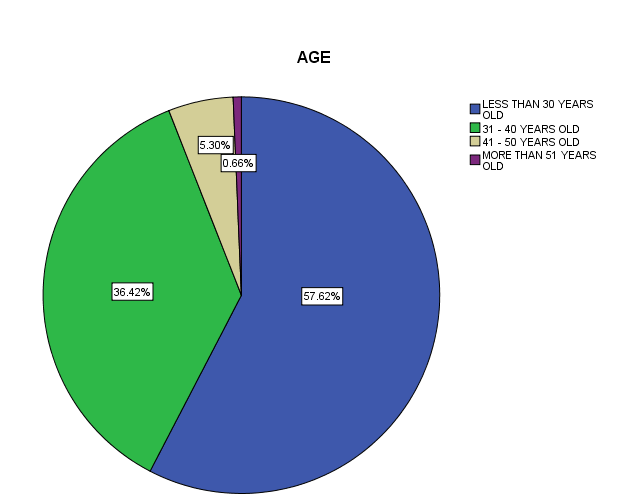 AGE
LESS THAN 30 YEARS
OLD
31 - 40 YEARS OLD
41 - 50 YEARS OLD
MORE THAN 51 YEARS
OLD
5.30%
0.66%
36.42%
57.62%